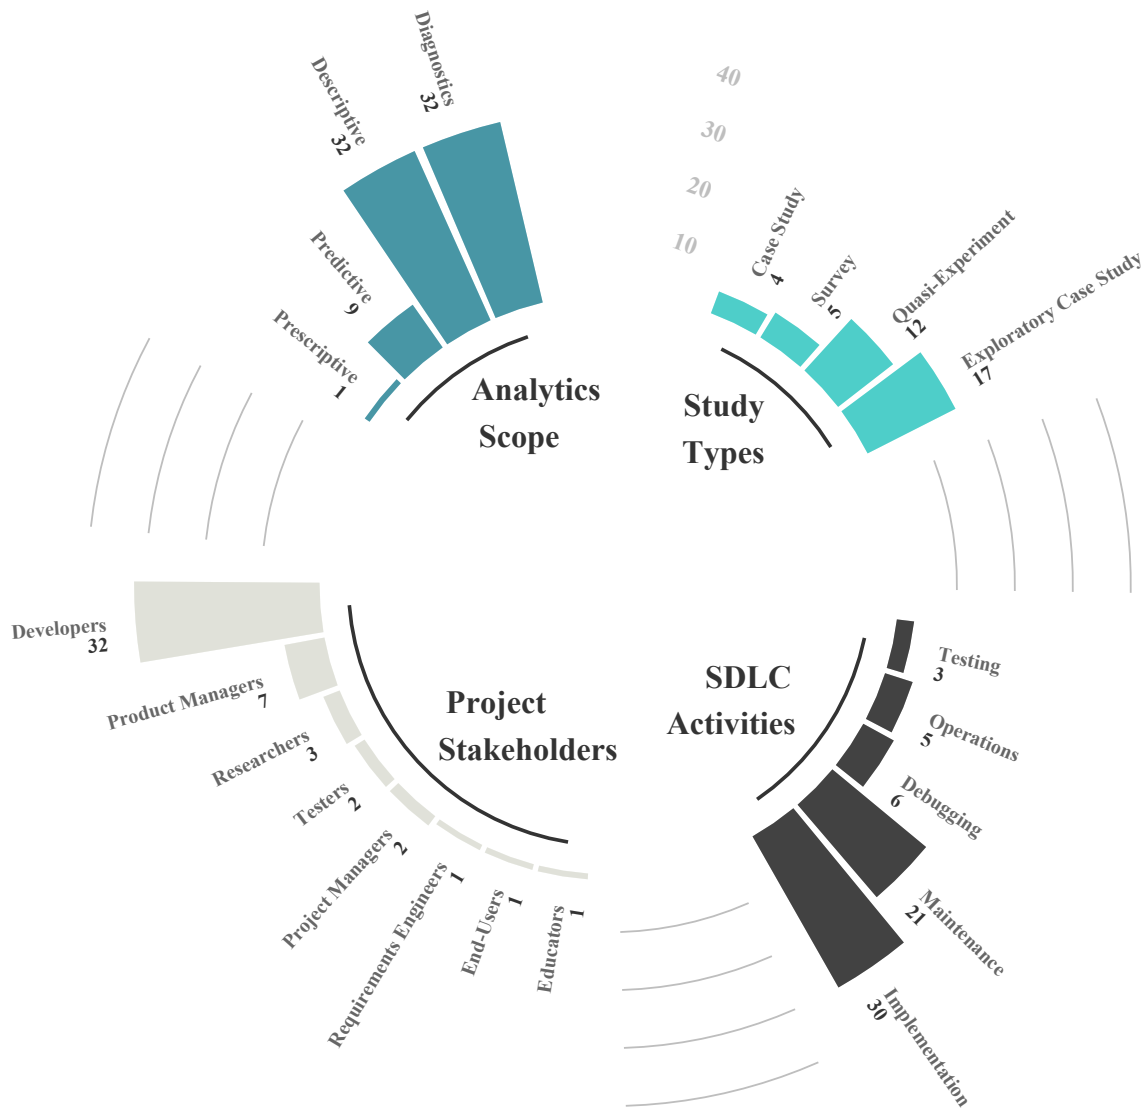 40
30
20
10
Diagnostics
32
Descriptive
32
Predictive
9
Prescriptive
1
Analytics
Scope
Case Study
4
Survey
5
Quasi-Experiment
12
Exploratory Case Study
17
Study
Types
Testing
3
Operations
5
Debugging
6
Maintenance
21
Implementation
30
SDLC
Activities
Developers
32
Product Managers
7
Researchers
3
Testers
2
Project Managers
2
Requirements Engineers
1
End-Users
1
Educators
1
Project
Stakeholders